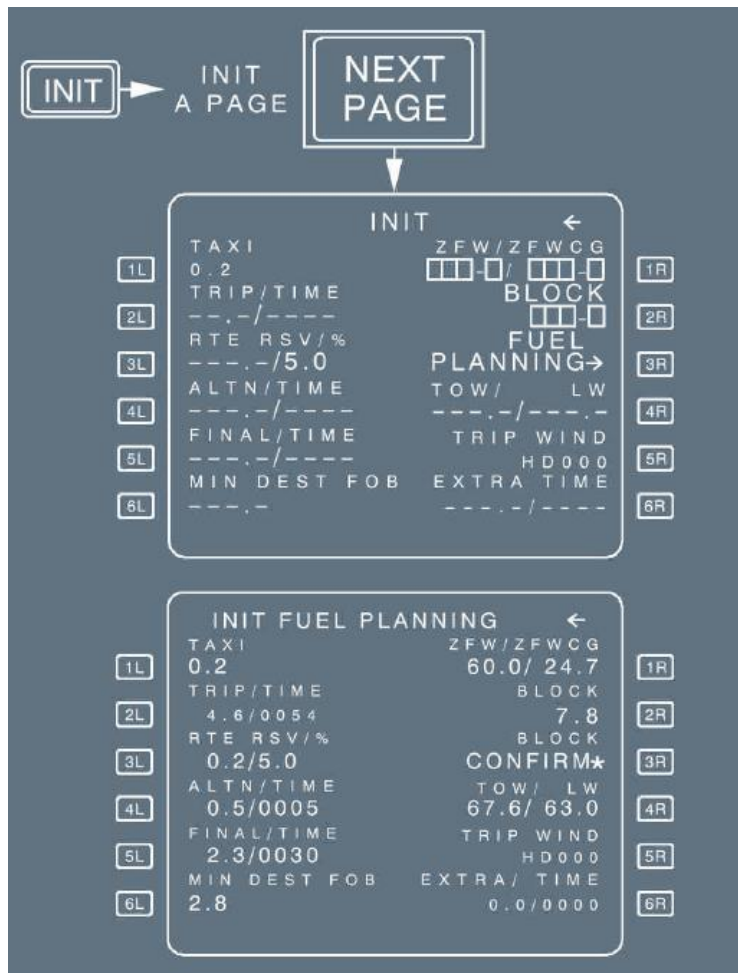 INIT
INIT
A PAGE
NEXT
PAGE
INIT ←
TAXI ZFW/ZFWCG
1L 0.2 □□□-□/ □□□-□ 1R
TRIP/TIME BLOCK
2L --.-/---- □□□-□ 2R
RTE RSV/% FUEL
3L ---.-/5.0 PLANNING→ 3R
ALTN/TIME TOW/ LW
4L ---.-/---- ---.-/---.- 4R
FINAL/TIME TRIP WIND
5L ---.-/---- HD000 5R
MIN DEST FOB EXTRA TIME
6L ---.- ---.-/---- 6R
INIT FUEL PLANNING ←
TAXI ZFW/ZFWCG
1L 0.2 60.0/ 24.7 1R
TRIP/TIME BLOCK
2L 4.6/0054 7.8 2R
RTE RSV/% BLOCK
3L 0.2/5.0 CONFIRM* 3R
ALTN/TIME TOW/ LW
4L 0.5/0005 67.6/ 63.0 4R
FINAL/TIME TRIP WIND
5L 2.3/0030 HD000 5R
MIN DEST FOB EXTRA/ TIME
6L 2.8 0.0/0000 6R